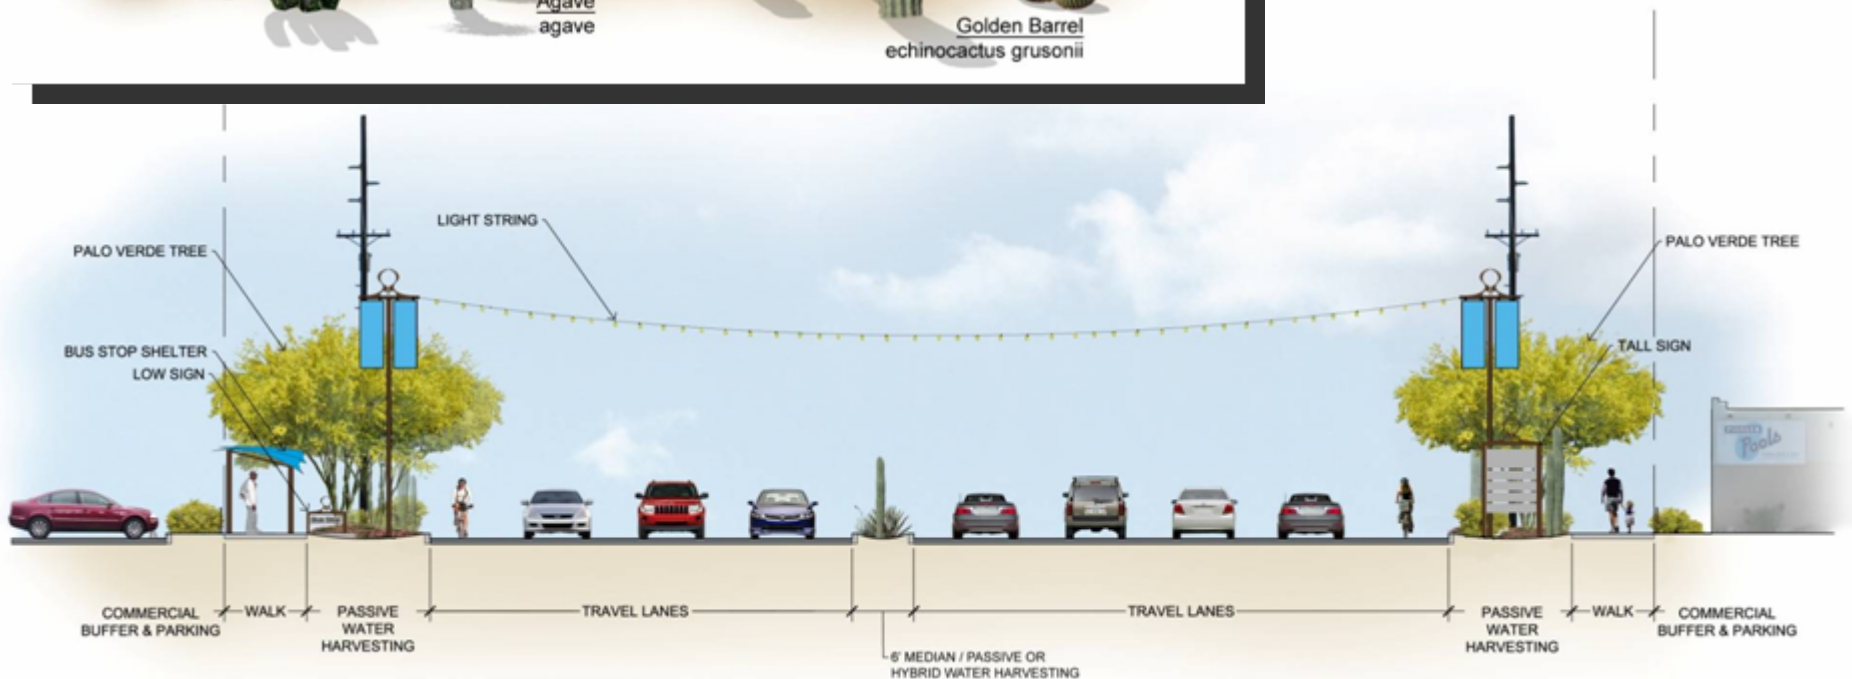 Agave
agave
Golden Barrel
echinocactus grusonii
LIGHT STRING
PALO VERDE TREE
PALO VERDE TREE
BUS STOP SHELTER
LOW SIGN
TALL SIGN
Pools
COMMERCIAL
BUFFER & PARKING
WALK
PASSIVE
WATER
HARVESTING
TRAVEL LANES
6' MEDIAN / PASSIVE OR
HYBRID WATER HARVESTING
TRAVEL LANES
PASSIVE
WATER
HARVESTING
WALK
COMMERCIAL
BUFFER & PARKING